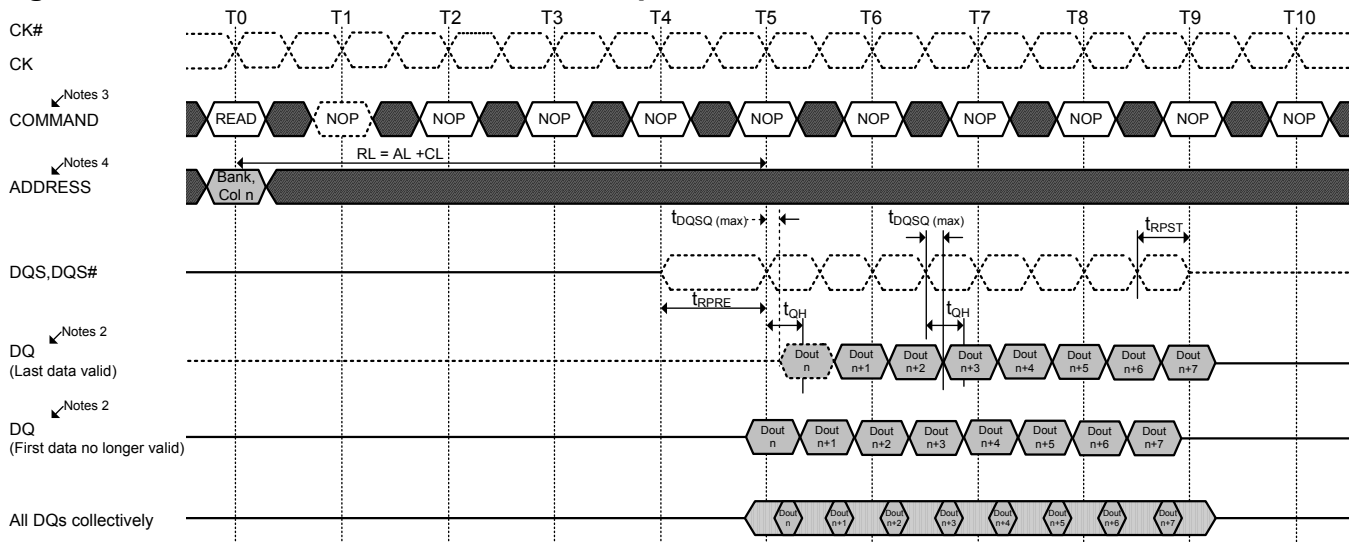 T0 T1 T2 T3 T4 T5 T6 T7 T8 T9 T10
CK#
CK
Notes 3
COMMAND
READ NOP NOP NOP NOP NOP NOP NOP NOP NOP NOP
RL = AL +CL
Notes 4
ADDRESS
Bank,
Col n
tDQSQ (max) tDQSQ (max) tRPST
DQS,DQS#
tRPRE tQH tQH
Notes 2
DQ
(Last data valid)
Dout Dout Dout Dout Dout Dout Dout Dout
n n+1 n+2 n+3 n+4 n+5 n+6 n+7
Notes 2
DQ
(First data no longer valid)
Dout Dout Dout Dout Dout Dout Dout Dout
n n+1 n+2 n+3 n+4 n+5 n+6 n+7
All DQs collectively
Dout Dout Dout Dout Dout Dout Dout Dout
n n+1 n+2 n+3 n+4 n+5 n+6 n+7